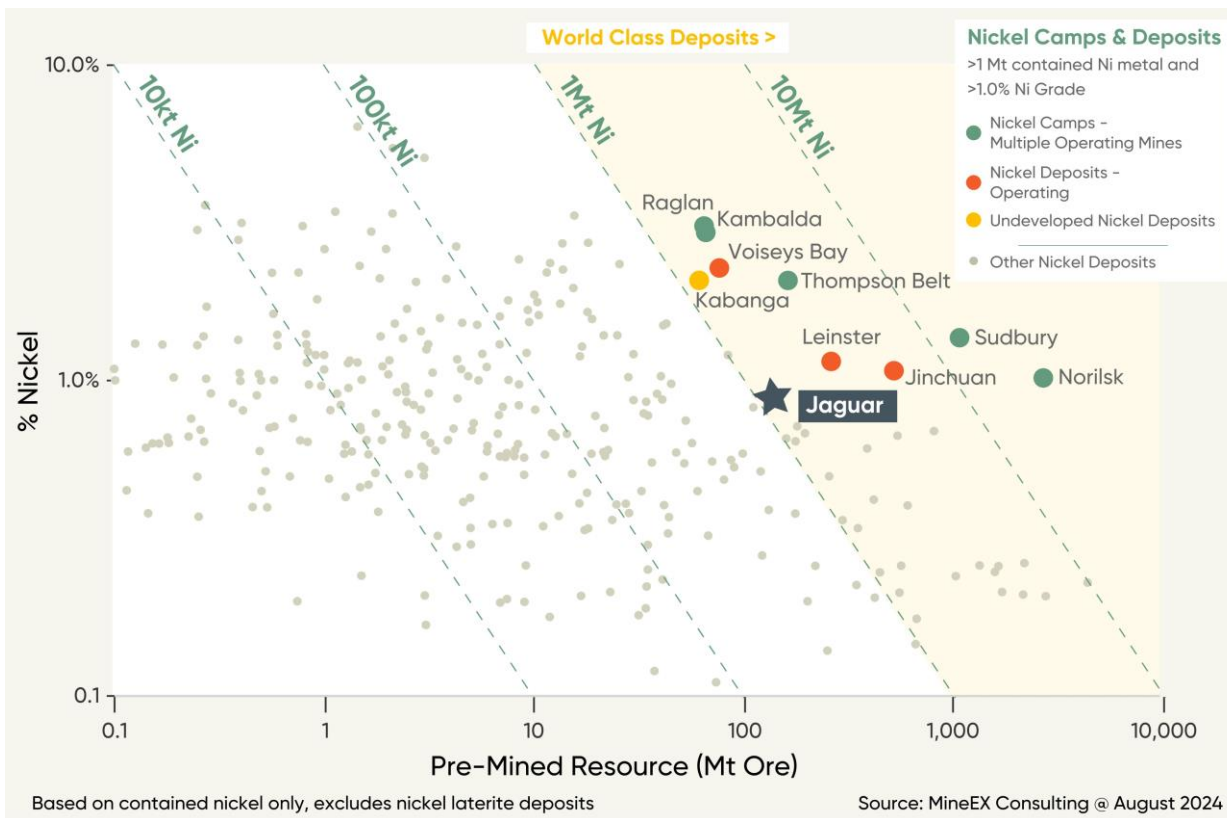 World Class Deposits >
Nickel Camps & Deposits
>1 Mt contained Ni metal and
>1.0% Ni Grade
Nickel Camps -
Multiple Operating Mines
Nickel Deposits -
Operating
Undeveloped Nickel Deposits
Other Nickel Deposits
10.0%
1.0%
0.1
% Nickel
10kt Ni
100kt Ni
1Mt Ni
10Mt Ni
Raglan
Kambalda
Voiseys Bay
Kabanga
Thompson Belt
Leinster
Sudbury
Jinchuan
Norilsk
Jaguar
0.1
1
10
100
1,000
10,000
Pre-Mined Resource (Mt Ore)
Based on contained nickel only, excludes nickel laterite deposits
Source: MineEX Consulting @ August 2024